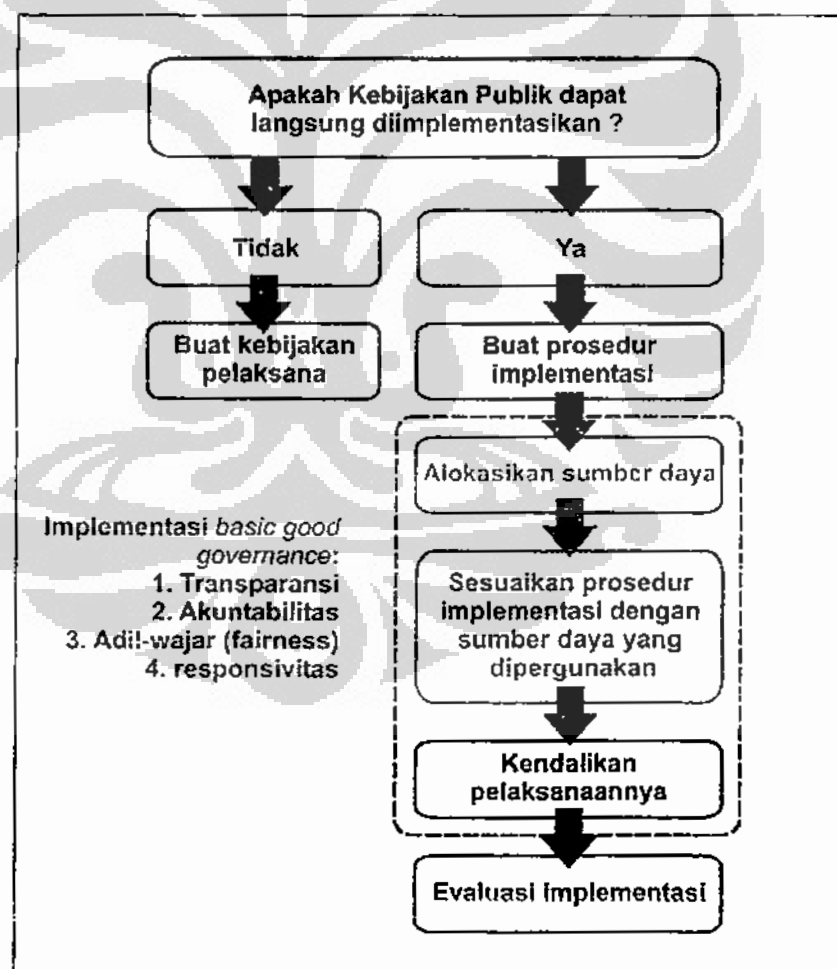 Apakah Kebijakan Publik dapat
langsung diimplementasikan ?
Tidak
Ya
Buat kebijakan
pelaksana
Buat prosedur
implementasi
Alokasikan sumber daya
Implementasi basic good
governance:
1. Transparansi
2. Akuntabilitas
3. Adil-wajar (fairness)
4. responsivitas
Sesuaikan prosedur
implementasi dengan
sumber daya yang
dipergunakan
Kendalikan
pelaksanaannya
Evaluasi implementasi